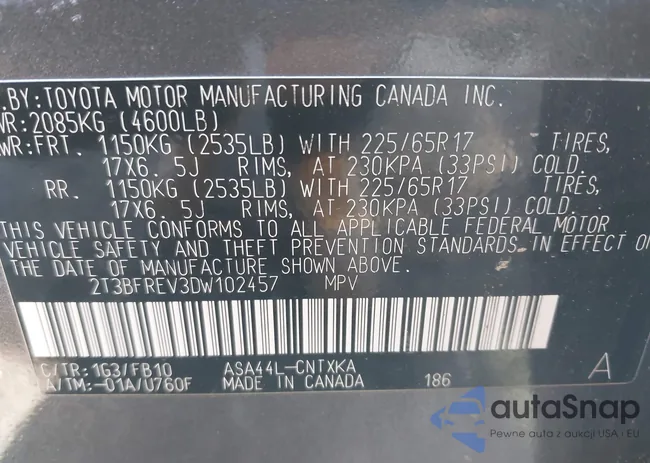 .BY: TOYOTA MOTOR MANUFACTURING CANADA INC.
WR: 2085KG (4600LB)
WR: FRT. 1150KG (2535LB) WITH 225/65R17 TIRES,
17X6.5J RIMS, AT 230KPA (33PSI) COLD.
RR. 1150KG (2535LB) WITH 225/65R17 TIRES,
17X6.5J RIMS, AT 230KPA (33PSI) COLD.
THIS VEHICLE CONFORMS TO ALL APPLICABLE FEDERAL MOTOR
VEHICLE SAFETY AND THEFT PREVENTION STANDARDS IN EFFECT ON
THE DATE OF MANUFACTURE SHOWN ABOVE.
2T3BFREV3DW102457 MPV
C/TR: 1G3/FB10 ASA44L-CNTXKA A
A/TM: -01A/U760F MADE IN CANADA 186
autaSnap
Pewne auta z aukcji USA i EU